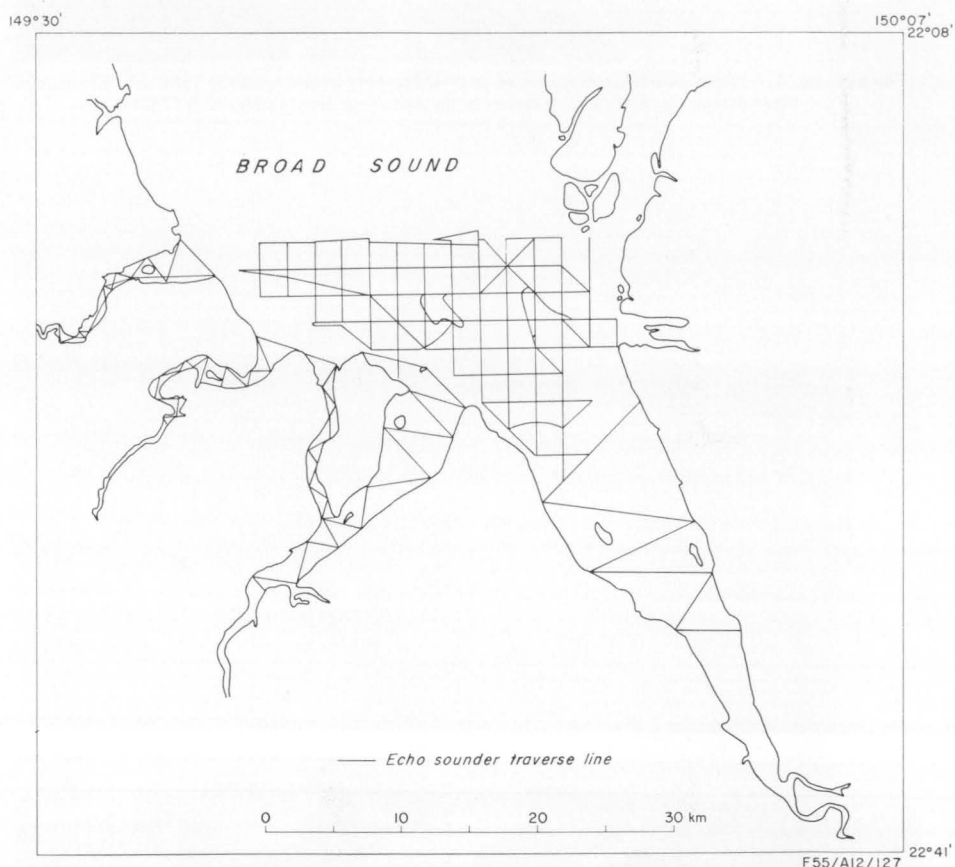 149°30'
150°07'
22°08'
BROAD SOUND
Echo sounder traverse line
0 10 20 30 km
22°41'
F55/A12/127